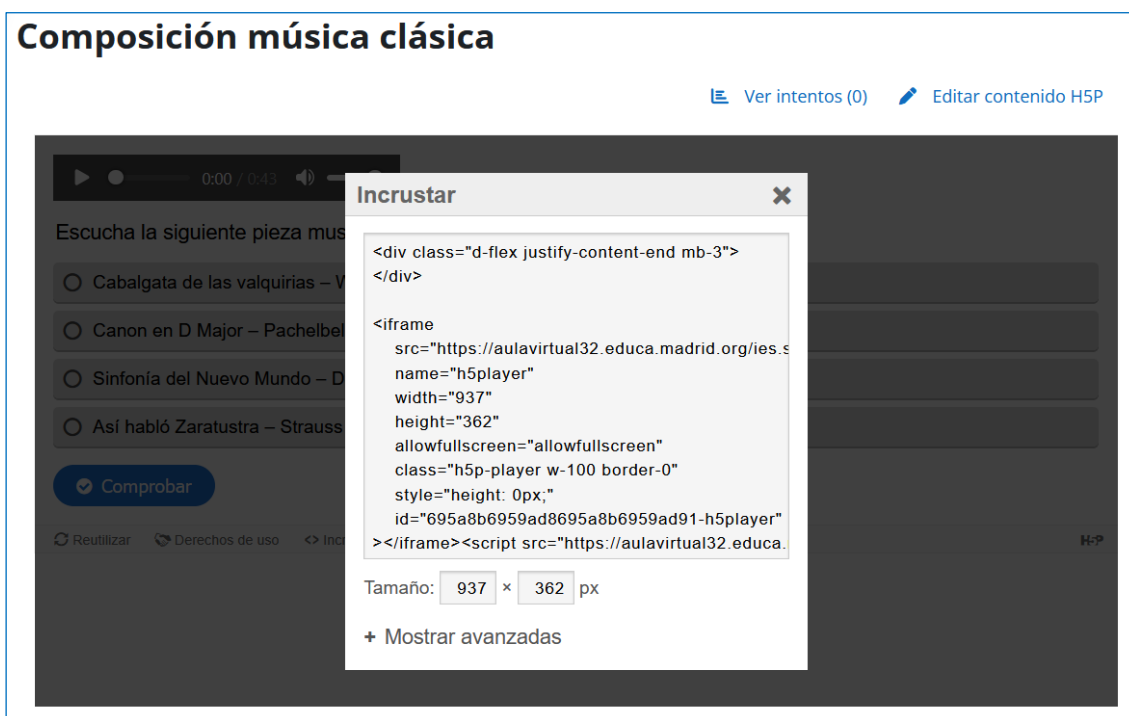 Composición música clásica
Ver intentos (0) Editar contenido H5P
0:00 / 0:43
Escucha la siguiente pieza mus
Cabalgata de las valquirias –
Canon en D Major – Pachelbel
Sinfonía del Nuevo Mundo – D
Así habló Zaratustra – Strauss
Comprobar
Reutilizar Derechos de uso <> Incr
H-P
Incrustar
<div class="d-flex justify-content-end mb-3">
</div>
<iframe
src="https://aulavirtual32.educa.madrid.org/ies.s
name="h5player"
width="937"
height="362"
allowfullscreen="allowfullscreen"
class="h5p-player w-100 border-0"
style="height: 0px;"
id="695a8b6959ad8695a8b6959ad91-h5player"
></iframe><script src="https://aulavirtual32.educa.
Tamaño: 937 × 362 px
+ Mostrar avanzadas